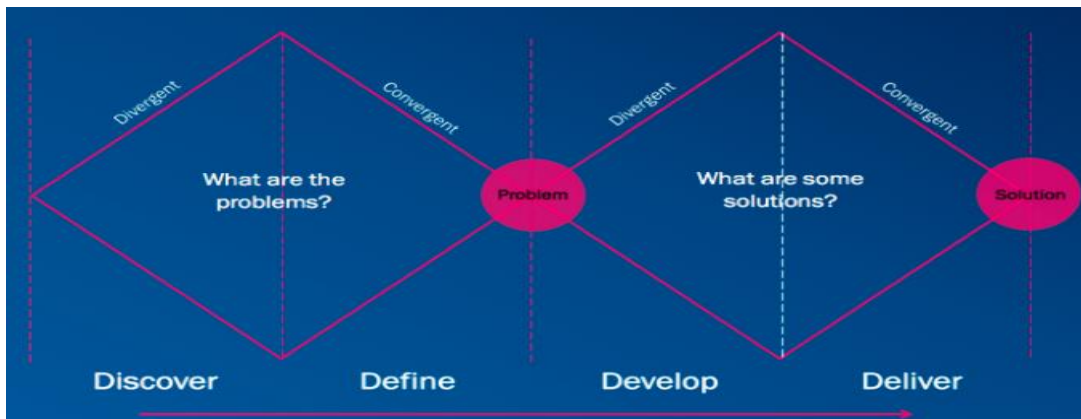 Divergent
Convergent
Divergent
Convergent
What are the
problems?
Problem
What are some
solutions?
Solution
Discover
Define
Develop
Deliver